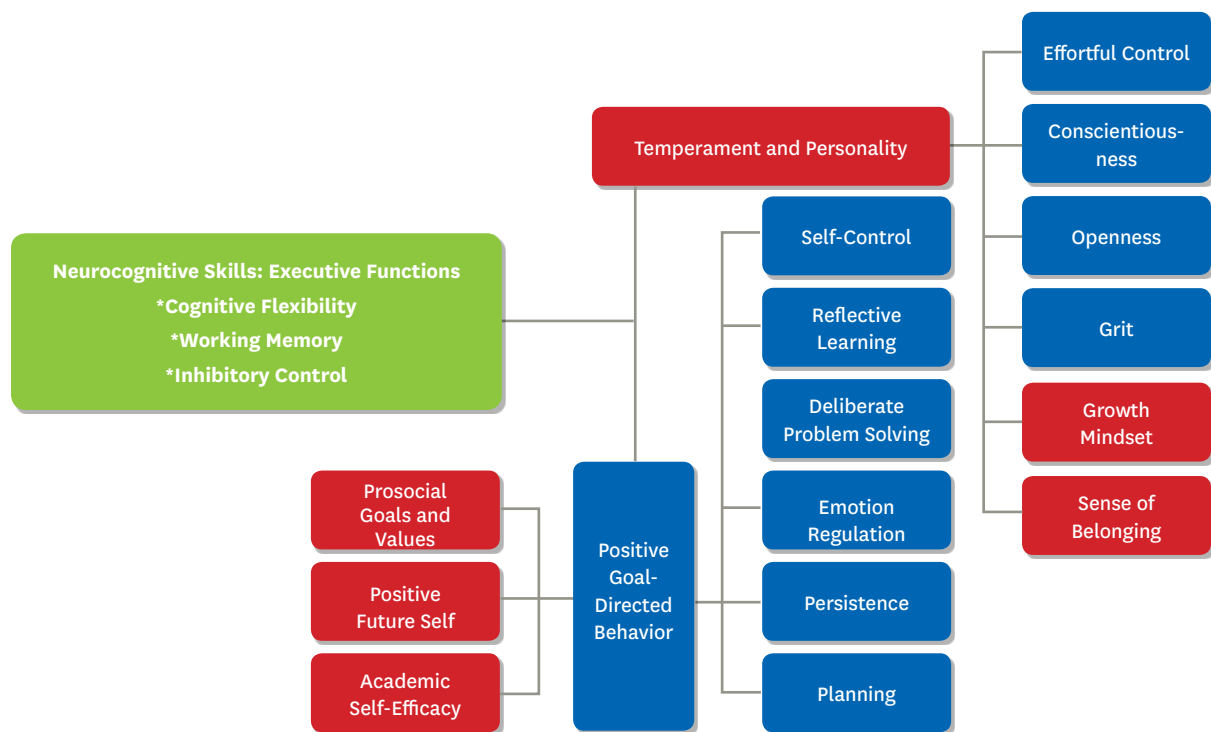 Neurocognitive Skills: Executive Functions
*Cognitive Flexibility
*Working Memory
*Inhibitory Control
Temperament and Personality
Effortful Control
Conscientious-
ness
Openness
Grit
Growth
Mindset
Sense of
Belonging
Self-Control
Reflective
Learning
Deliberate
Problem Solving
Emotion
Regulation
Persistence
Planning
Positive
Goal-
Directed
Behavior
Prosocial
Goals and
Values
Positive
Future Self
Academic
Self-Efficacy